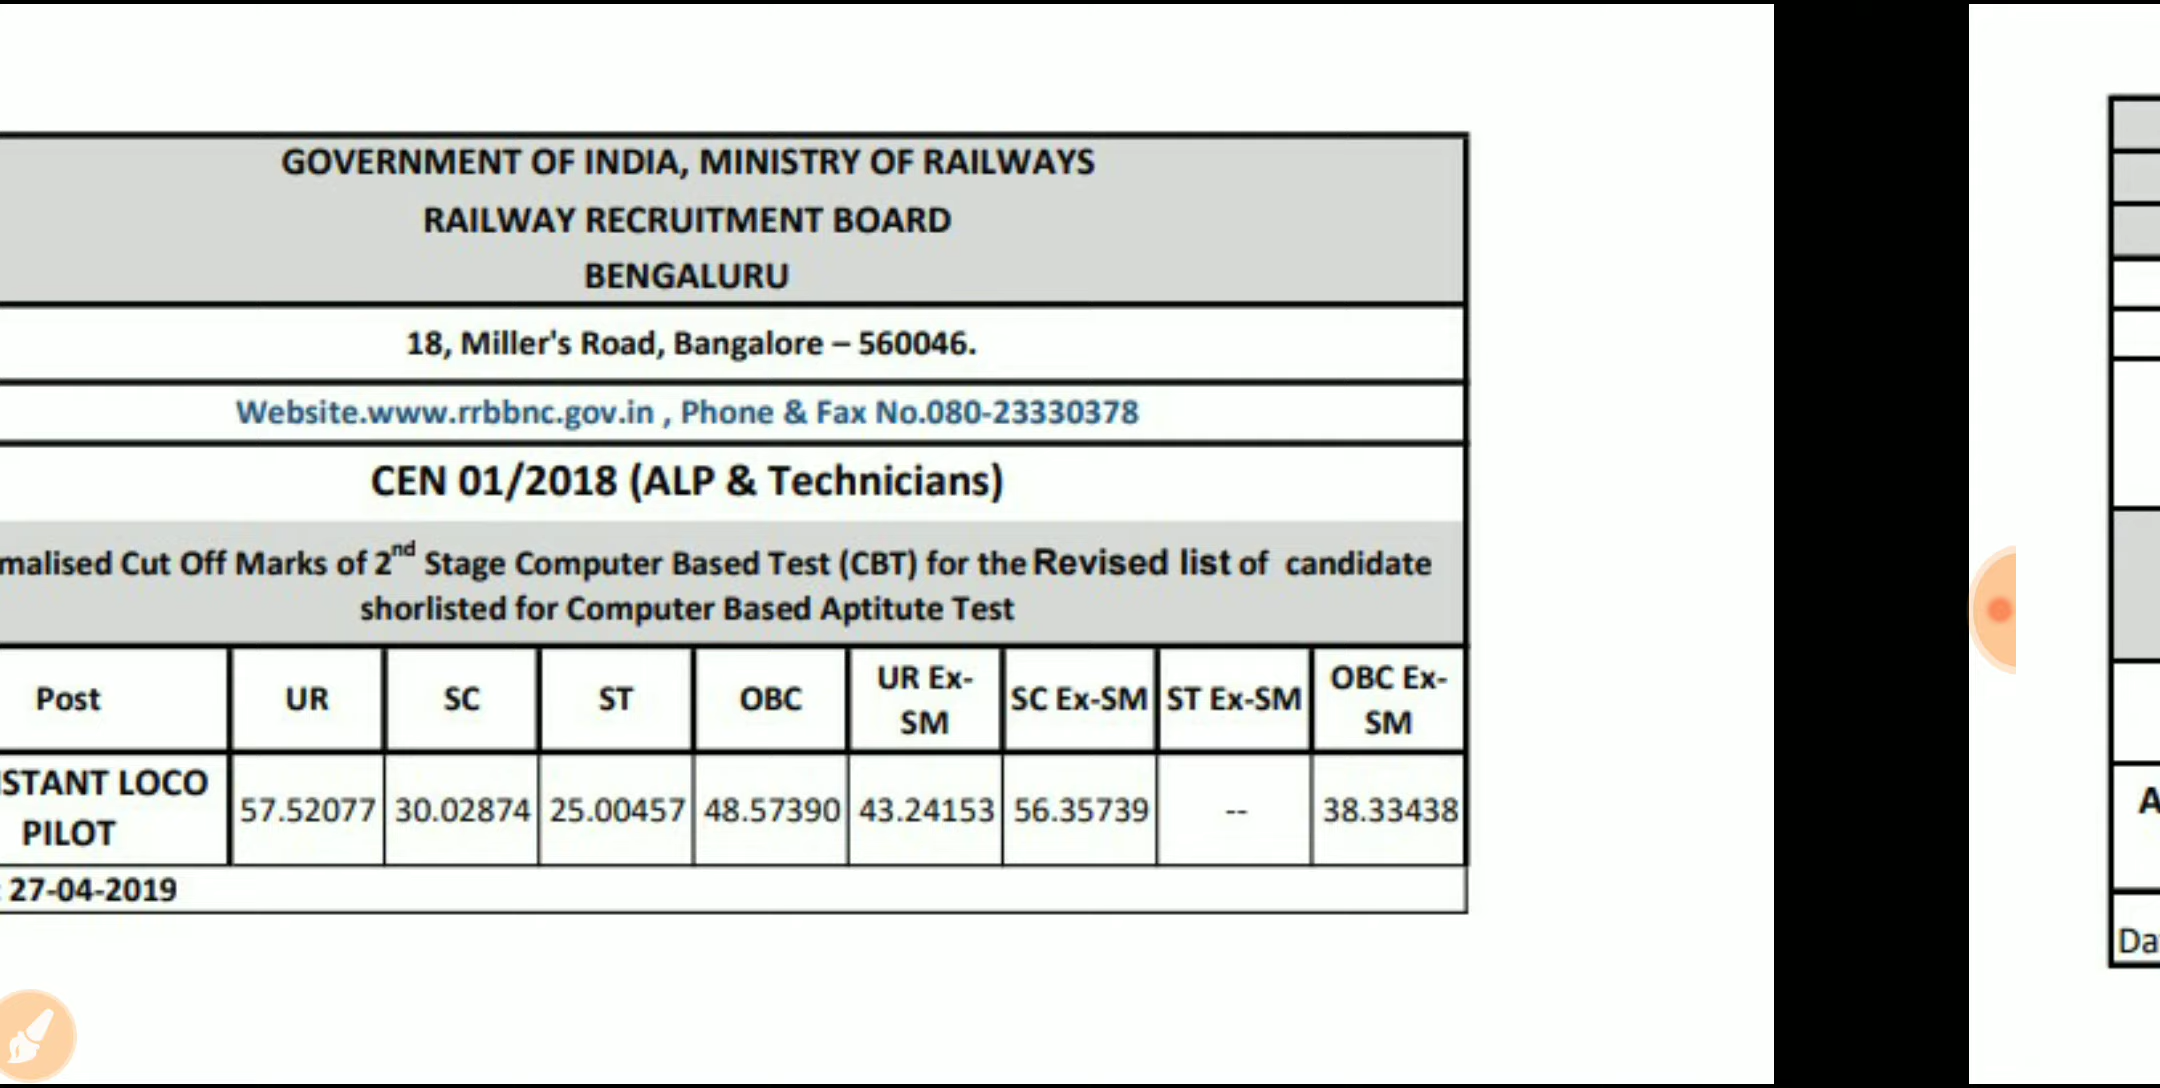 GOVERNMENT OF INDIA, MINISTRY OF RAILWAYS
RAILWAY RECRUITMENT BOARD
BENGALURU
18, Miller's Road, Bangalore – 560046.
Website.www.rrbbnc.gov.in , Phone & Fax No.080-23330378
CEN 01/2018 (ALP & Technicians)
malised Cut Off Marks of 2nd Stage Computer Based Test (CBT) for the Revised list of candidate
shorlisted for Computer Based Aptitute Test
Post UR SC ST OBC UR Ex-SM SC Ex-SM ST Ex-SM OBC Ex-SM
STANT LOCO PILOT 57.52077 30.02874 25.00457 48.57390 43.24153 56.35739 -- 38.33438
: 27-04-2019
A
Da